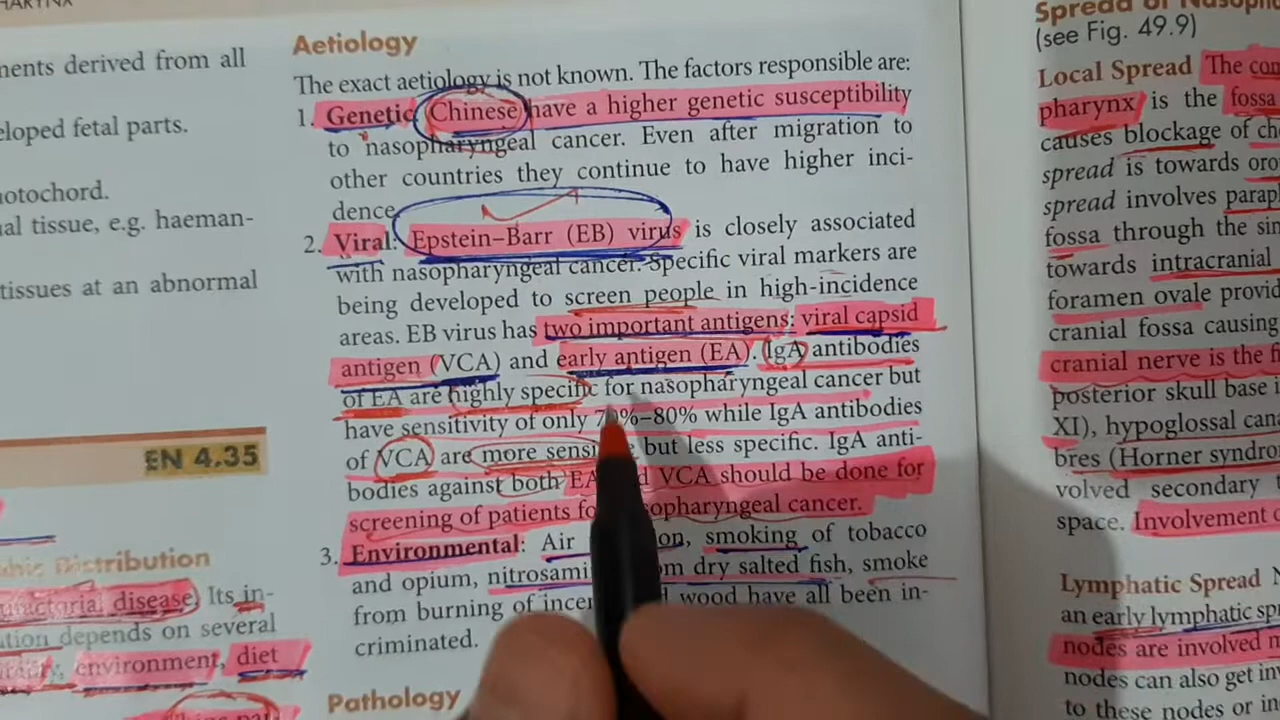 ments derived from all
eloped fetal parts.
notochord.
al tissue, e.g. haeman-
tissues at an abnormal
EN 4.35
Distribution
disease Its in-
ution depends on several
environment, diet
Aetiology
The exact aetiology is not known. The factors responsible are:
1. Genetic Chinese have a higher genetic susceptibility
to nasopharyngeal cancer. Even after migration to
other countries they continue to have higher inci-
dence.
2. Viral: Epstein–Barr (EB) virus is closely associated
with nasopharyngeal cancer. Specific viral markers are
being developed to screen people in high-incidence
areas. EB virus has two important antigens: viral capsid
antigen (VCA) and early antigen (EA). IgA antibodies
of EA are highly specific for nasopharyngeal cancer but
have sensitivity of only 70%–80% while IgA antibodies
of VCA are more sensi but less specific. IgA anti-
bodies against both EA d VCA should be done for
screening of patients fo sopharyngeal cancer.
3. Environmental: Air on, smoking of tobacco
and opium, nitrosami m dry salted fish, smoke
from burning of incen d wood have all been in-
criminated.
Pathology
Spread of Nasoph
(see Fig. 49.9)
Local Spread The com
pharynx is the fossa
causes blockage of ch
spread is towards oro
spread involves parap
fossa through the sin
towards intracranial
foramen ovale provid
cranial fossa causing
cranial nerve is the f
posterior skull base i
XI), hypoglossal can
bres (Horner syndro
volved secondary t
space. Involvement o
Lymphatic Spread N
an early lymphatic sp
nodes are involved n
nodes can also get in
to these nodes or in